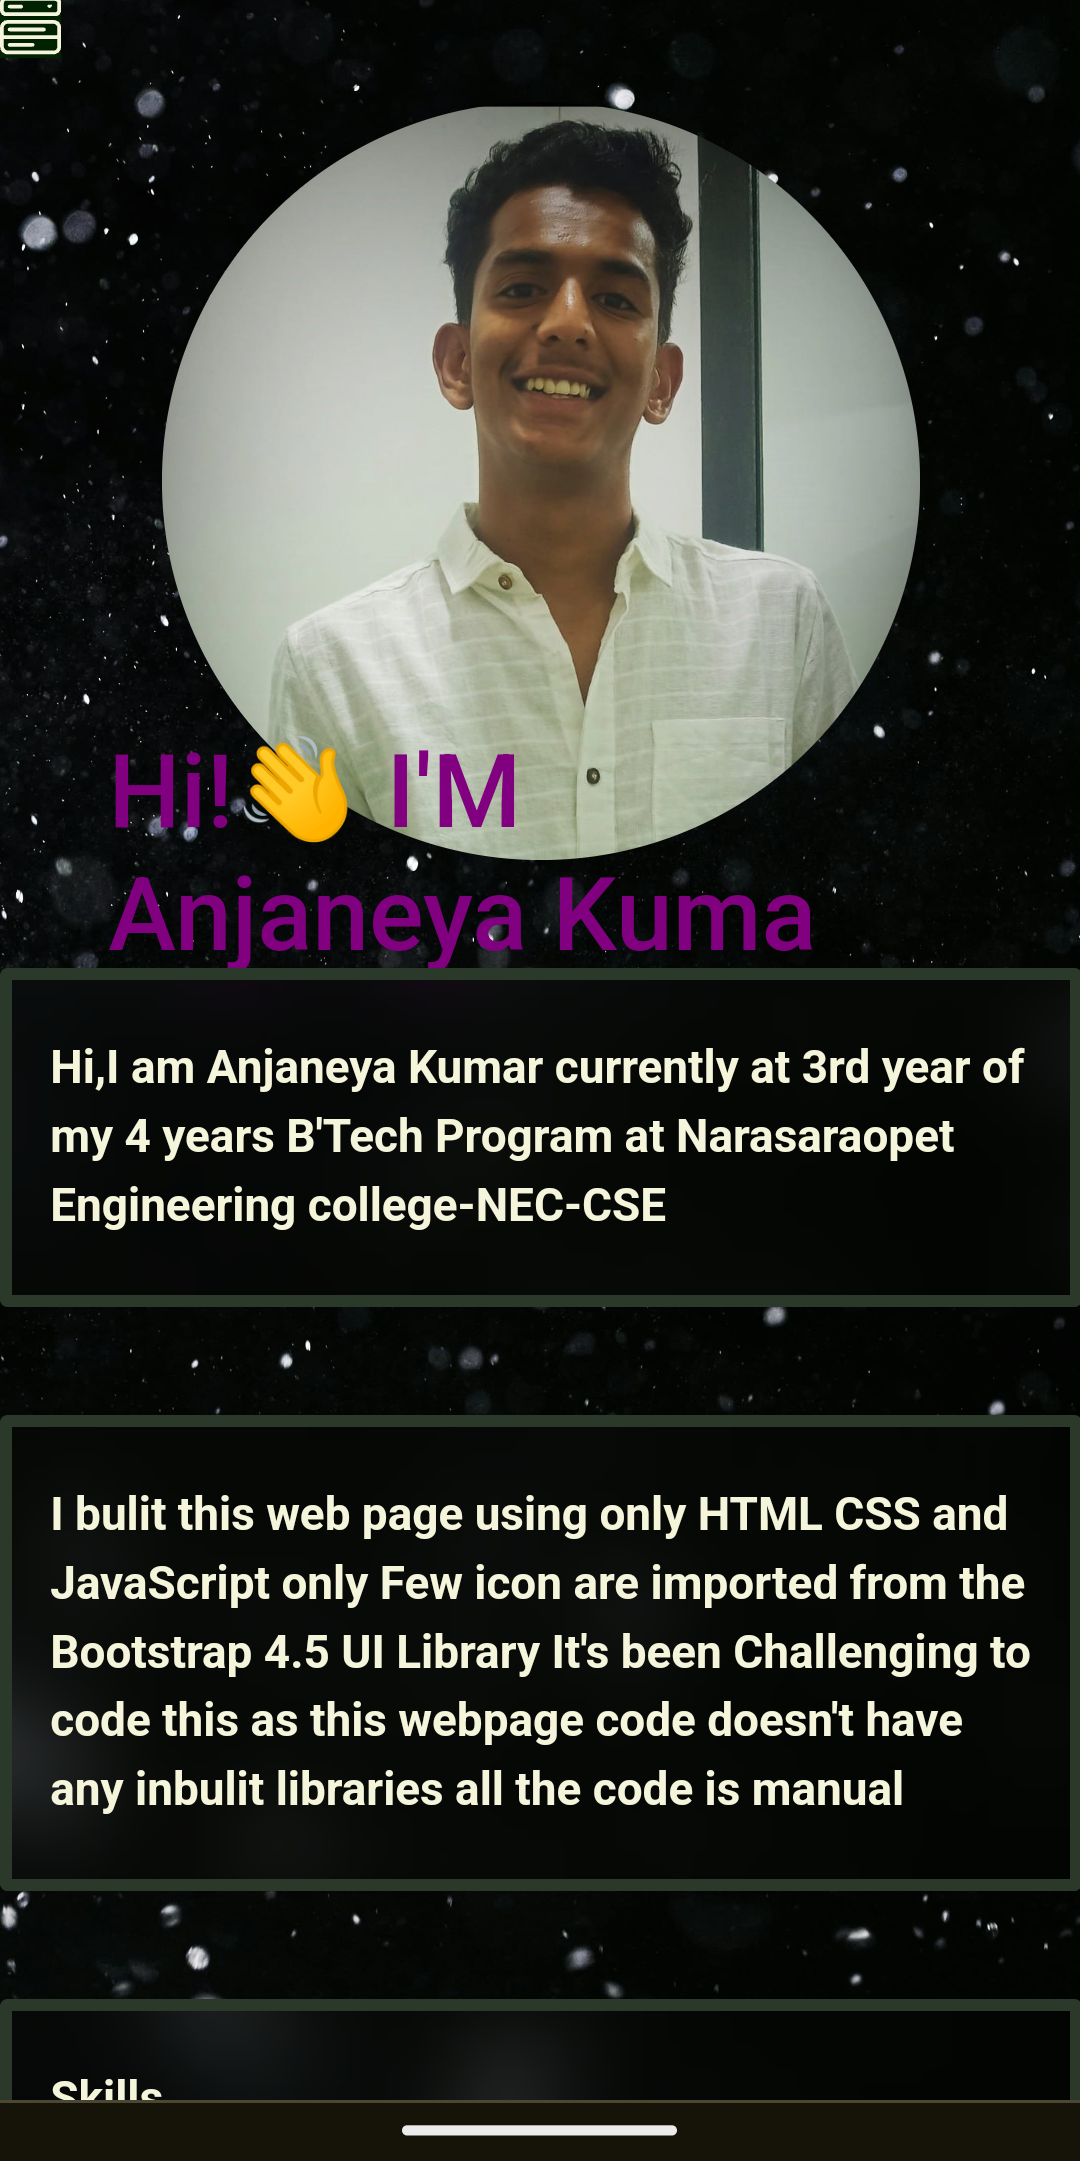 Hi!👋 I'M
Anjaneya Kuma
Hi,I am Anjaneya Kumar currently at 3rd year of
my 4 years B'Tech Program at Narasaraopet
Engineering college-NEC-CSE
I bulit this web page using only HTML CSS and
JavaScript only Few icon are imported from the
Bootstrap 4.5 UI Library It's been Challenging to
code this as this webpage code doesn't have
any inbulit libraries all the code is manual
Skills